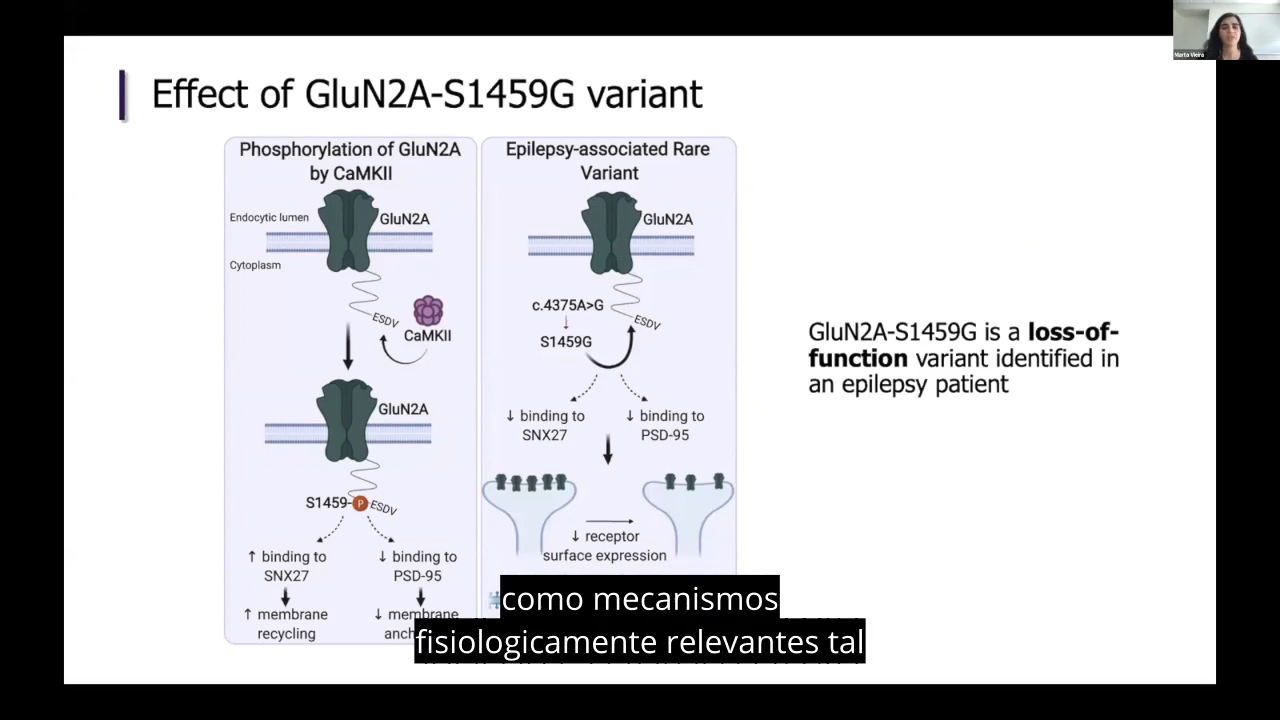 Marta Vieira
Effect of GluN2A-S1459G variant
Phosphorylation of GluN2A
by CaMKII
Endocytic lumen
GluN2A
Cytoplasm
ESDV
CaMKII
GluN2A
S1459-P ESDV
↑ binding to
SNX27
↓ binding to
PSD-95
↑ membrane
recycling
↓ membrane
Epilepsy-associated Rare
Variant
GluN2A
c.4375A>G
ESDV
S1459G
↓ binding to
SNX27
↓ binding to
PSD-95
↓ receptor
surface expression
GluN2A-S1459G is a loss-of-
function variant identified in
an epilepsy patient
como mecanismos
fisiologicamente relevantes tal